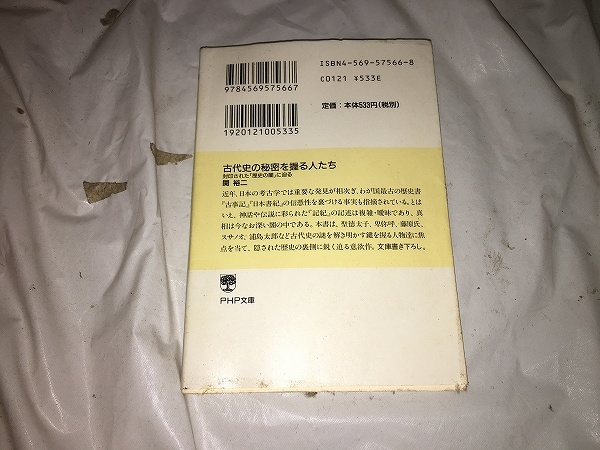 9784569575667
ISBN4-569-57566-8
C0121 ¥533E
1920121005335
定価：本体533円(税別)
古代史の秘密を握る人たち
封印された「歴史の闇」に迫る
関 裕二
近年、日本の考古学では重要な発見が相次ぎ、わが国最古の歴史書
『古事記』『日本書紀』の信憑性を裏づける事実も指摘されている。とは
いえ、神話や伝説に彩られた「記紀」の記述は複雑・曖昧であり、真
相は今なお深い闇の中である。本書は、聖徳太子、卑弥呼、藤原氏、
スサノオ、浦島太郎など古代史の謎を解き明かす鍵を握る人物達に焦
点を当て、隠された歴史の裏側に鋭く迫る意欲作。文庫書き下ろし。
PHP文庫